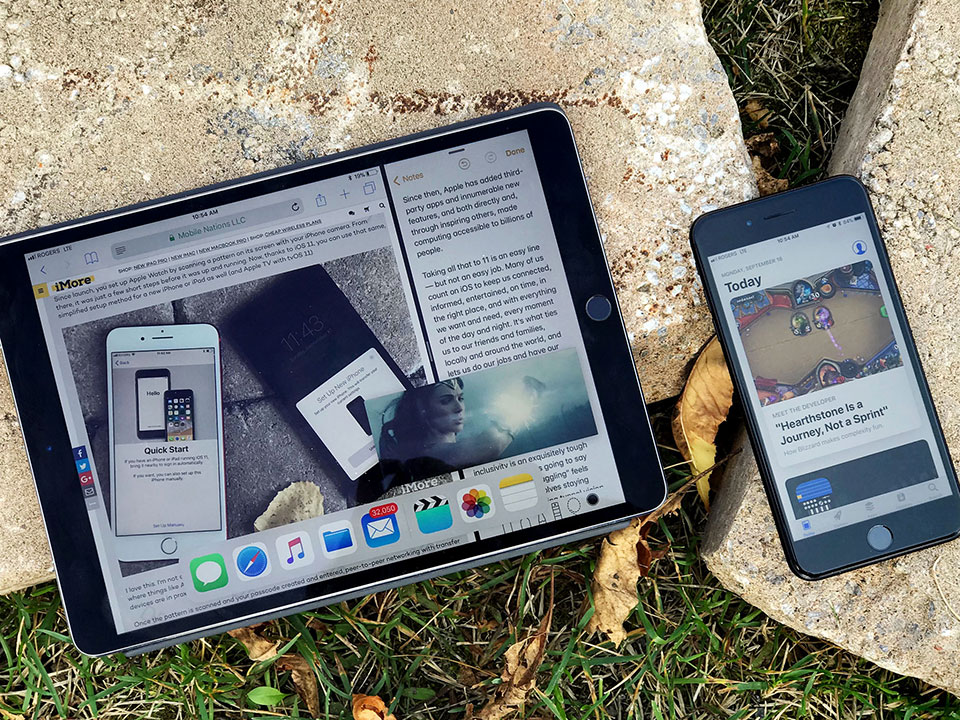 ROGERS LTE
10:54 AM
19%
Mobile Nations LLC
SHOP: NEW IPAD PRO | NEW MACBOOK PRO | NEW IMAC | SHOP CHEAP WIRELESS PLANS
iMore
Since launch, you set up Apple Watch by scanning a pattern on its screen with your iPhone camera. From
there, it was just a few short steps before it was up and running. Now, thanks to iOS 11, you can use that same,
simplified setup method for a new iPhone or iPad as well (and Apple TV with tvOS 11)
Back
Hello
Quick Start
If you have an iPhone or iPad running iOS 11,
bring it nearby to sign in automatically.
If you want, you can also set up this
iPhone manually.
Set Up Manually
11:43
Set Up New iPhone
iMore
32,050
I love this. I'm not
where things like A
devices are in prox
peer-to-peer networking with transfer
Once the pattern is scanned and your passcode created and entered,
Notes
Done
Since then, Apple has added third-
party apps and innumerable new
features, and both directly and,
through inspiring others, made
computing accessible to billions of
people.
Taking all that to 11 is an easy line
— but not an easy job. Many of us
count on iOS to keep us connected,
informed, entertained, on time, in
the right place, and with everything
we want and need, every moment
of the day and night. It's what ties
us to our friends and families,
locally and around the world, and
lets us do our jobs and have our
inclusivity is an exquisitely tough
going to say
ggling" feels
olves staying
ROGERS LTE
10:54 AM
84%
MONDAY, SEPTEMBER 18
Today
30
MEET THE DEVELOPER
"Hearthstone Is a
Journey, Not a Sprint"
How Blizzard makes complexity fun.